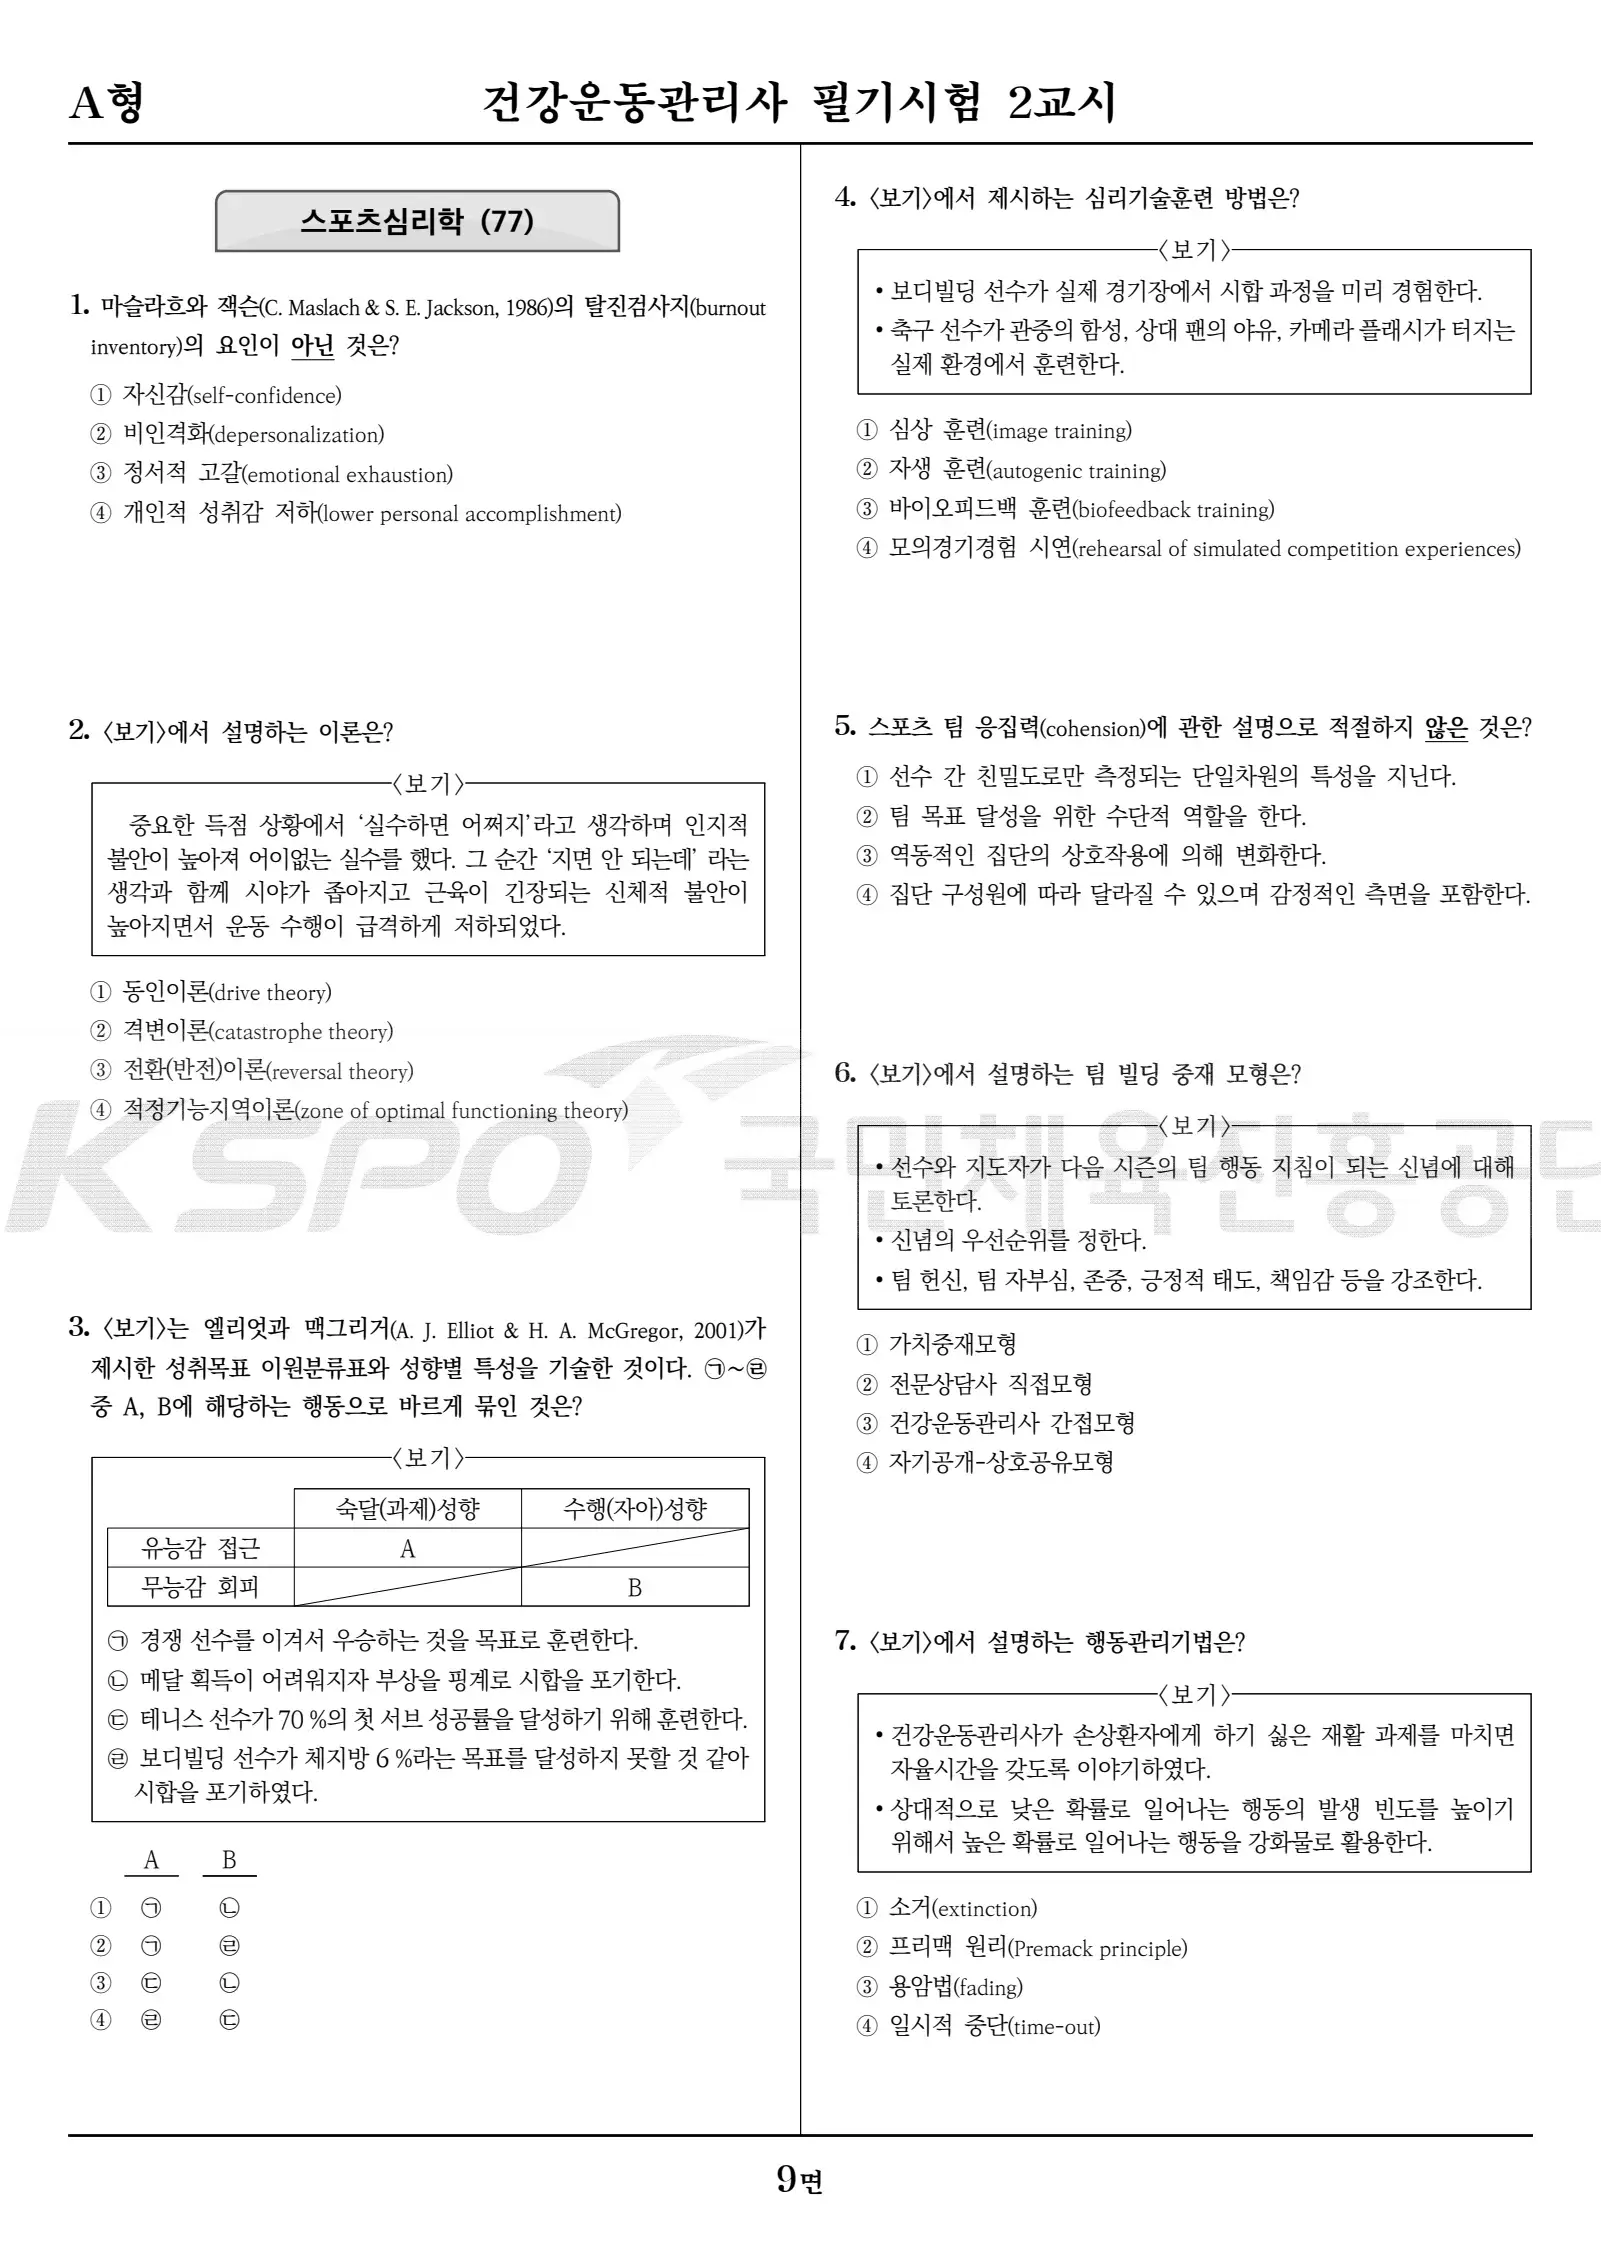 A형
건강운동관리사 필기시험 2교시
스포츠심리학 (77)
1. 마슬라흐와 잭슨(C. Maslach & S. E. Jackson, 1986)의 탈진검사지(burnout
inventory)의 요인이 아닌 것은?
① 자신감(self-confidence)
② 비인격화(depersonalization)
③ 정서적 고갈(emotional exhaustion)
④ 개인적 성취감 저하(lower personal accomplishment)
2. 〈보기〉에서 설명하는 이론은?
〈보기〉
중요한 득점 상황에서 ‘실수하면 어쩌지’라고 생각하며 인지적
불안이 높아져 어이없는 실수를 했다. 그 순간 ‘지면 안 되는데’ 라는
생각과 함께 시야가 좁아지고 근육이 긴장되는 신체적 불안이
높아지면서 운동 수행이 급격하게 저하되었다.
① 동인이론(drive theory)
② 격변이론(catastrophe theory)
③ 전환(반전)이론(reversal theory)
④ 적정기능지역이론(zone of optimal functioning theory)
3. 〈보기〉는 엘리엇과 맥그리거(A. J. Elliot & H. A. McGregor, 2001)가
제시한 성취목표 이원분류표와 성향별 특성을 기술한 것이다. ㉠~㉣
중 A, B에 해당하는 행동으로 바르게 묶인 것은?
〈보기〉
숙달(과제)성향 수행(자아)성향
유능감 접근 A
무능감 회피 B
㉠ 경쟁 선수를 이겨서 우승하는 것을 목표로 훈련한다.
㉡ 메달 획득이 어려워지자 부상을 핑계로 시합을 포기한다.
㉢ 테니스 선수가 70 %의 첫 서브 성공률을 달성하기 위해 훈련한다.
㉣ 보디빌딩 선수가 체지방 6 %라는 목표를 달성하지 못할 것 같아
시합을 포기하였다.
A B
① ㉠ ㉡
② ㉠ ㉣
③ ㉢ ㉡
④ ㉣ ㉢
4. 〈보기〉에서 제시하는 심리기술훈련 방법은?
〈보기〉
• 보디빌딩 선수가 실제 경기장에서 시합 과정을 미리 경험한다.
• 축구 선수가 관중의 함성, 상대 팬의 야유, 카메라 플래시가 터지는
실제 환경에서 훈련한다.
① 심상 훈련(image training)
② 자생 훈련(autogenic training)
③ 바이오피드백 훈련(biofeedback training)
④ 모의경기경험 시연(rehearsal of simulated competition experiences)
5. 스포츠 팀 응집력(cohension)에 관한 설명으로 적절하지 않은 것은?
① 선수 간 친밀도로만 측정되는 단일차원의 특성을 지닌다.
② 팀 목표 달성을 위한 수단적 역할을 한다.
③ 역동적인 집단의 상호작용에 의해 변화한다.
④ 집단 구성원에 따라 달라질 수 있으며 감정적인 측면을 포함한다.
6. 〈보기〉에서 설명하는 팀 빌딩 중재 모형은?
〈보기〉
• 선수와 지도자가 다음 시즌의 팀 행동 지침이 되는 신념에 대해
토론한다.
• 신념의 우선순위를 정한다.
• 팀 헌신, 팀 자부심, 존중, 긍정적 태도, 책임감 등을 강조한다.
① 가치중재모형
② 전문상담사 직접모형
③ 건강운동관리사 간접모형
④ 자기공개-상호공유모형
7. 〈보기〉에서 설명하는 행동관리기법은?
〈보기〉
• 건강운동관리사가 손상환자에게 하기 싫은 재활 과제를 마치면
자율시간을 갖도록 이야기하였다.
• 상대적으로 낮은 확률로 일어나는 행동의 발생 빈도를 높이기
위해서 높은 확률로 일어나는 행동을 강화물로 활용한다.
① 소거(extinction)
② 프리맥 원리(Premack principle)
③ 용암법(fading)
④ 일시적 중단(time-out)
KSPO 국민체육진흥공단
9면